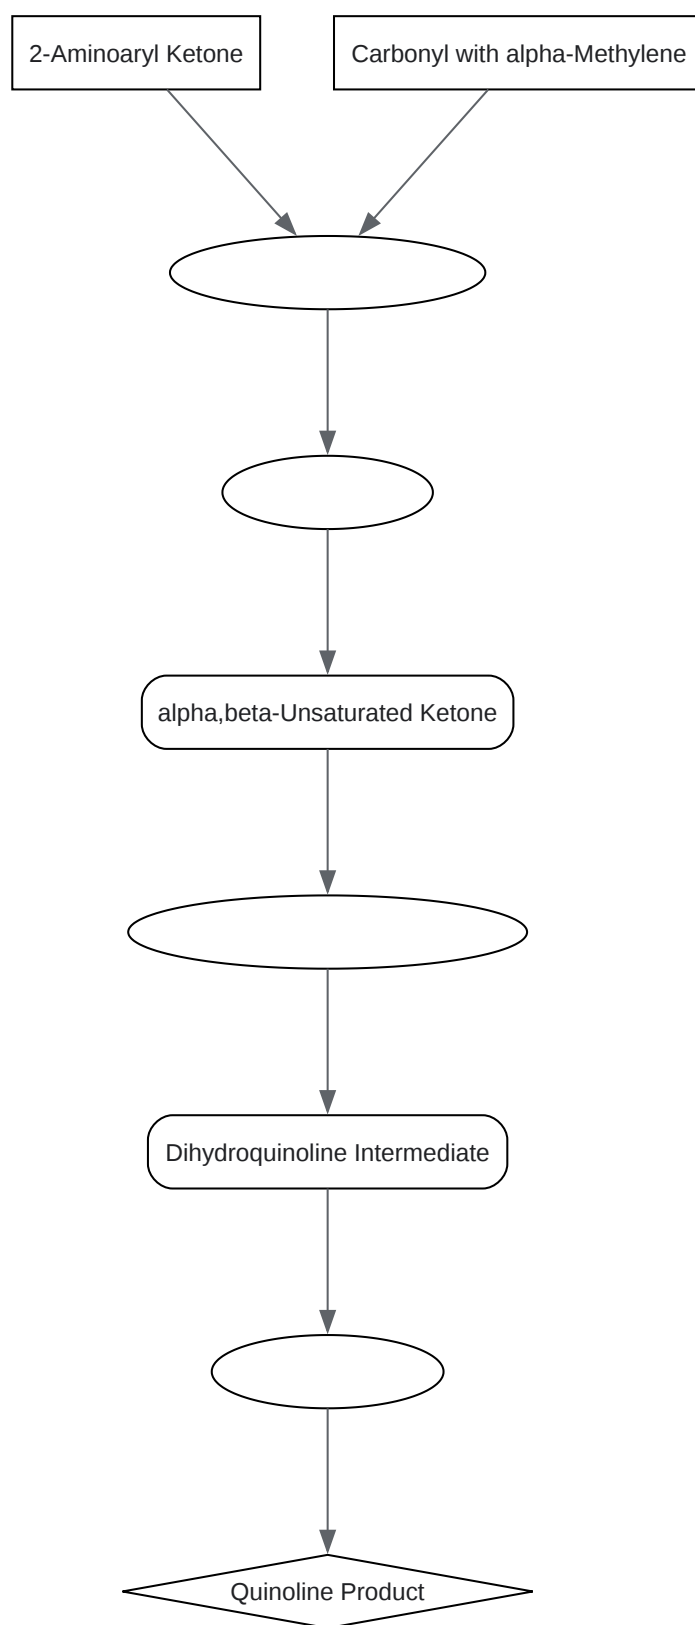 2-Aminoaryl Ketone
Carbonyl with alpha-Methylene
alpha,beta-Unsaturated Ketone
Dihydroquinoline Intermediate
Quinoline Product